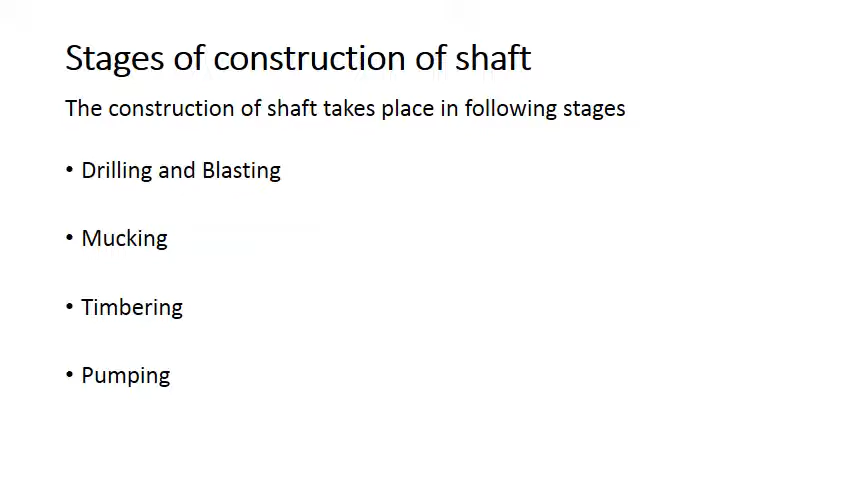 Stages of construction of shaft
The construction of shaft takes place in following stages
• Drilling and Blasting
• Mucking
• Timbering
• Pumping